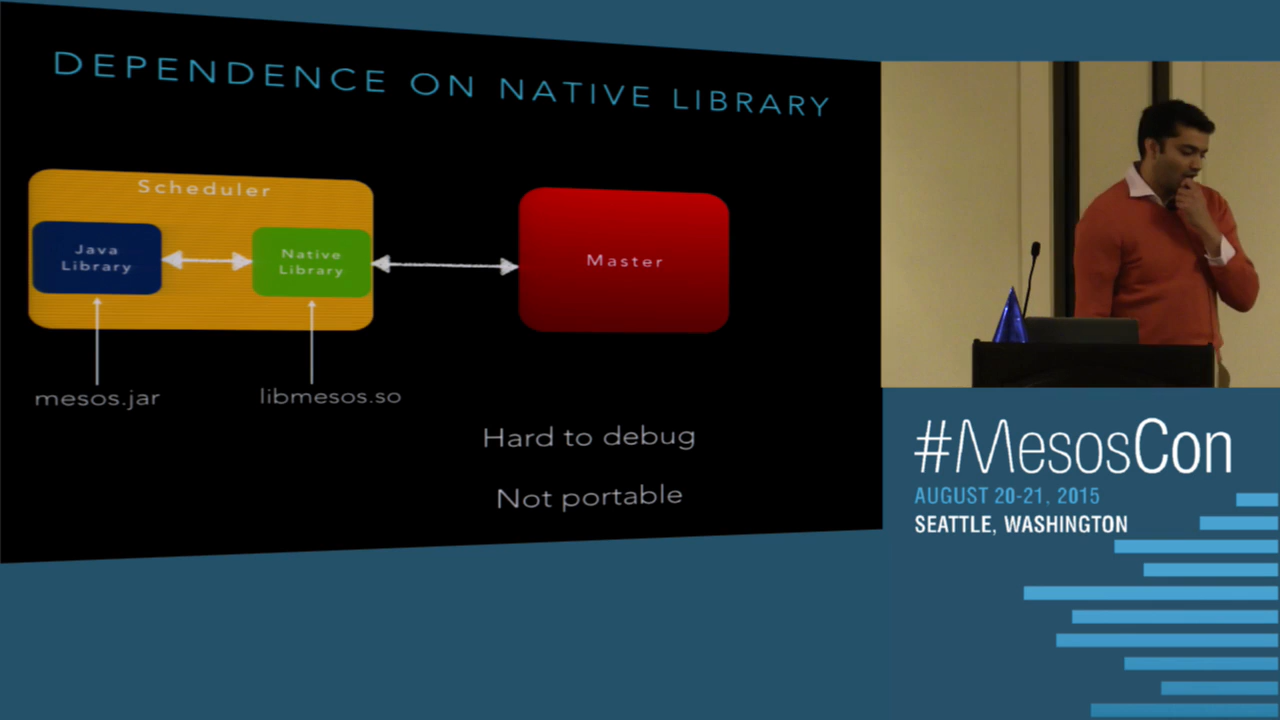 DEPENDENCE ON NATIVE LIBRARY
Scheduler
Java
Library
Native
Library
Master
mesos.jar
libmesos.so
Hard to debug
Not portable
#MesosCon
AUGUST 20-21, 2015
SEATTLE, WASHINGTON